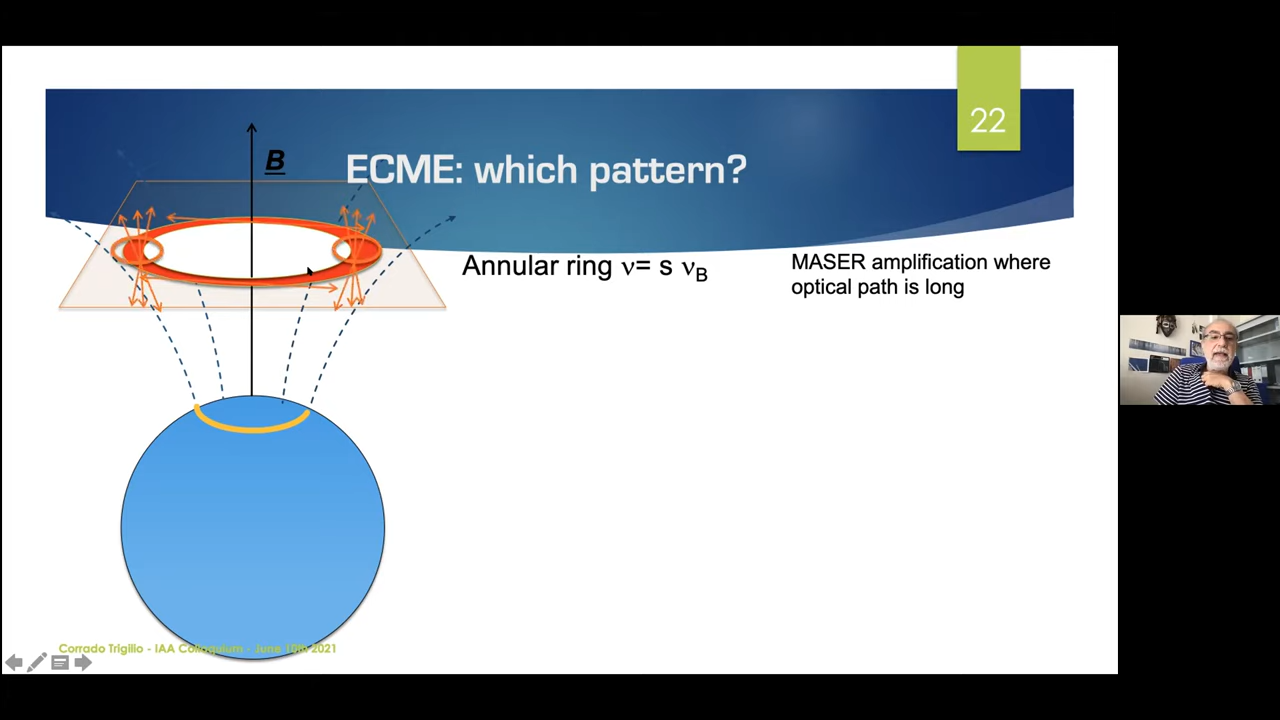 22
B
ECME: which pattern?
Annular ring ν= s νB
MASER amplification where
optical path is long
Corrado Trigilio - IAA Colloquium - June 10th 2021